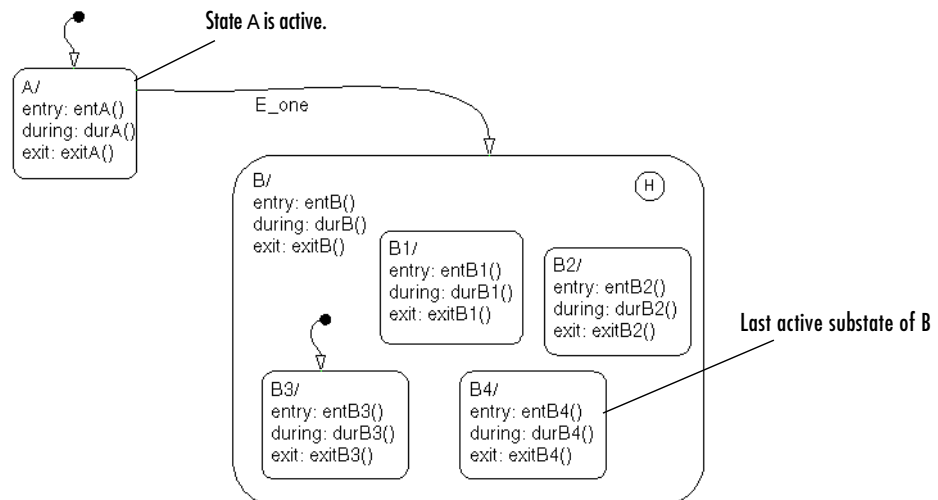 State A is active.
A/
entry: entA()
during: durA()
exit: exitA()
E_one
B/
entry: entB()
during: durB()
exit: exitB()
H
B1/
entry: entB1()
during: durB1()
exit: exitB1()
B2/
entry: entB2()
during: durB2()
exit: exitB2()
Last active substate of B
B3/
entry: entB3()
during: durB3()
exit: exitB3()
B4/
entry: entB4()
during: durB4()
exit: exitB4()